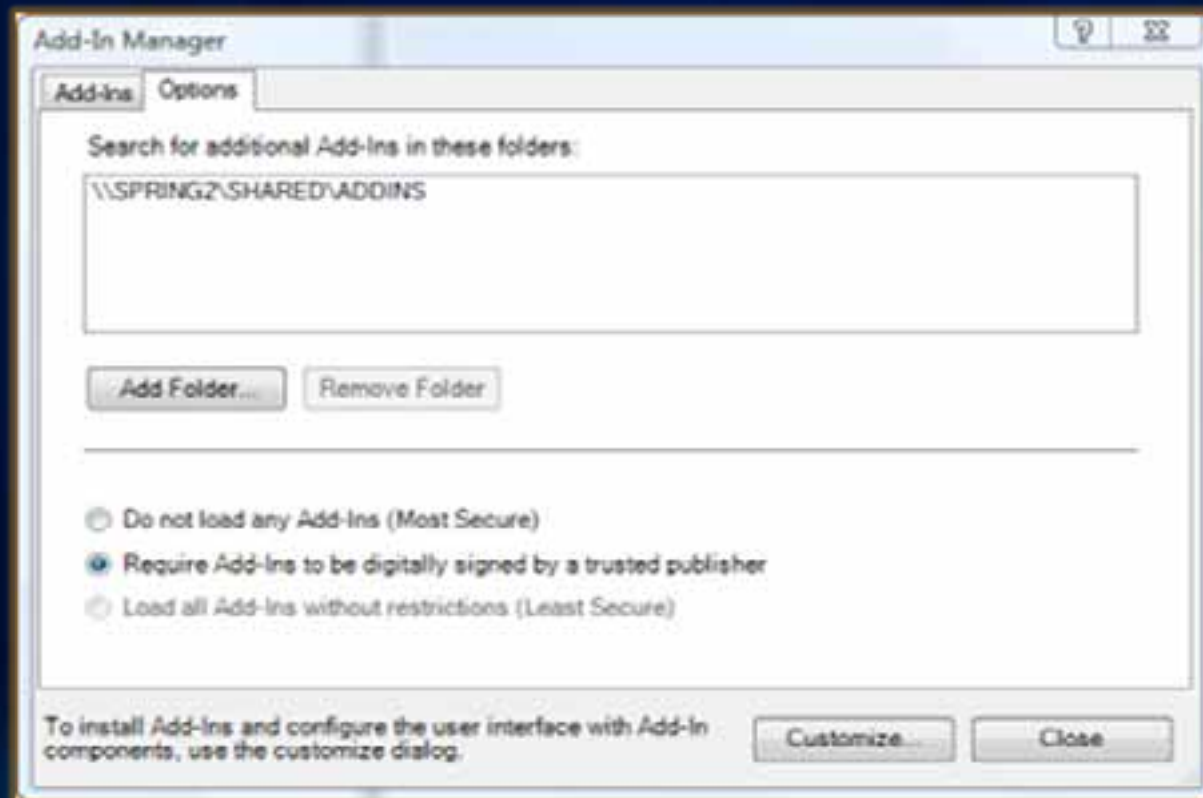 Add-In Manager
Add-Ins Options
Search for additional Add-Ins in these folders:
\\SPRING2\SHARED\ADDINS
Add Folder... Remove Folder
Do not load any Add-Ins (Most Secure)
Require Add-Ins to be digitally signed by a trusted publisher
Load all Add-Ins without restrictions (Least Secure)
To install Add-Ins and configure the user interface with Add-In
components, use the customize dialog.
Customize... Close